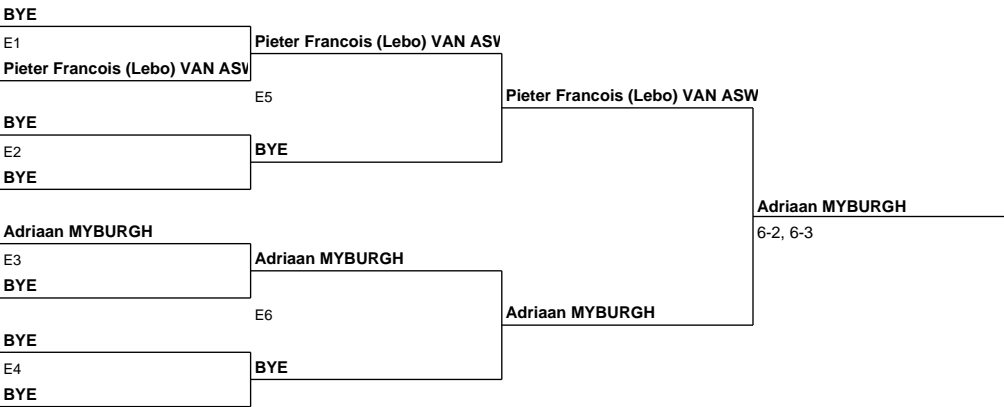 BYE
E1
Pieter Francois (Lebo) VAN ASV
Pieter Francois (Lebo) VAN ASV
E5
Pieter Francois (Lebo) VAN ASW
BYE
E2
BYE
BYE
Adriaan MYBURGH
6-2, 6-3
Adriaan MYBURGH
E3
BYE
Adriaan MYBURGH
E6
Adriaan MYBURGH
BYE
E4
BYE
BYE